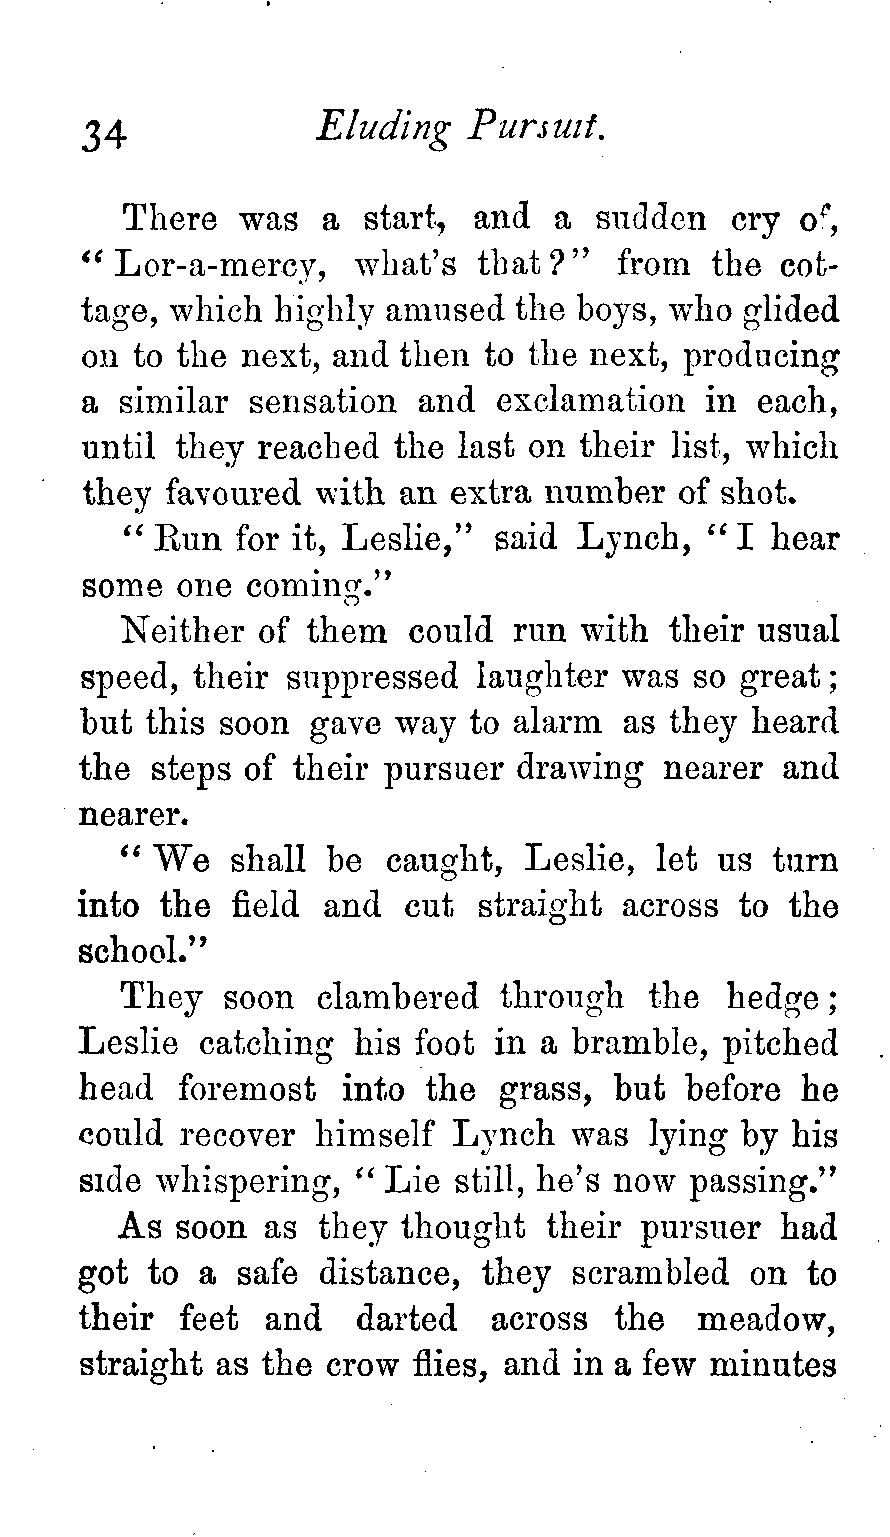 34 Eluding Pursuit.
There was a start, and a sudden cry of,
“ Lor-a-mercy, what's that?” from the cot-
tage, which highly amused the boys, who glided
on to the next, and then to the next, producing
a similar sensation and exclamation in each,
until they reached the last on their list, which
they favoured with an extra number of shot.
“ Run for it, Leslie,” said Lynch, “ I hear
some one coming.”
Neither of them could run with their usual
speed, their suppressed laughter was so great ;
but this soon gave way to alarm as they heard
the steps of their pursuer drawing nearer and
nearer.
“ We shall be caught, Leslie, let us turn
into the field and cut straight across to the
school.”
They soon clambered through the hedge ;
Leslie catching his foot in a bramble, pitched
head foremost into the grass, but before he
could recover himself Lynch was lying by his
side whispering, “ Lie still, he's now passing.”
As soon as they thought their pursuer had
got to a safe distance, they scrambled on to
their feet and darted across the meadow,
straight as the crow flies, and in a few minutes